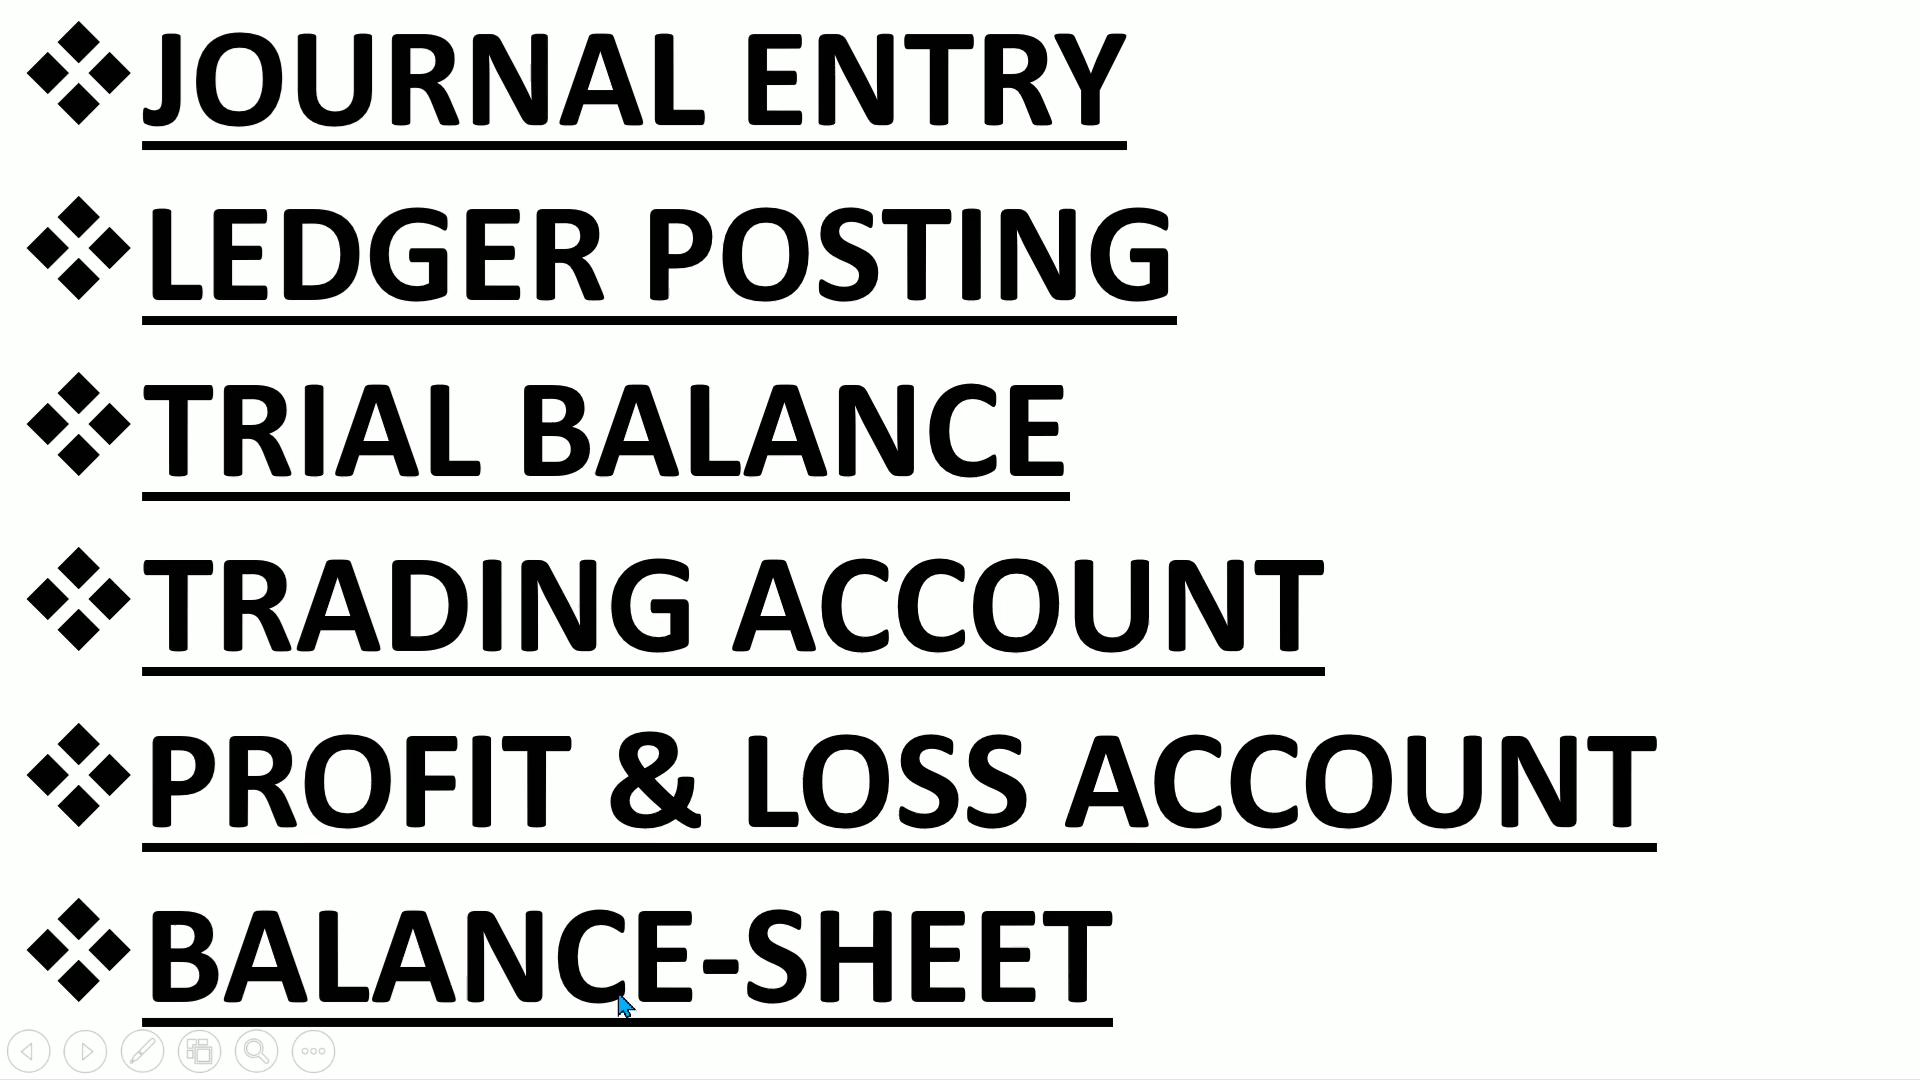 ❖JOURNAL ENTRY
❖LEDGER POSTING
❖TRIAL BALANCE
❖TRADING ACCOUNT
❖PROFIT & LOSS ACCOUNT
❖BALANCE-SHEET